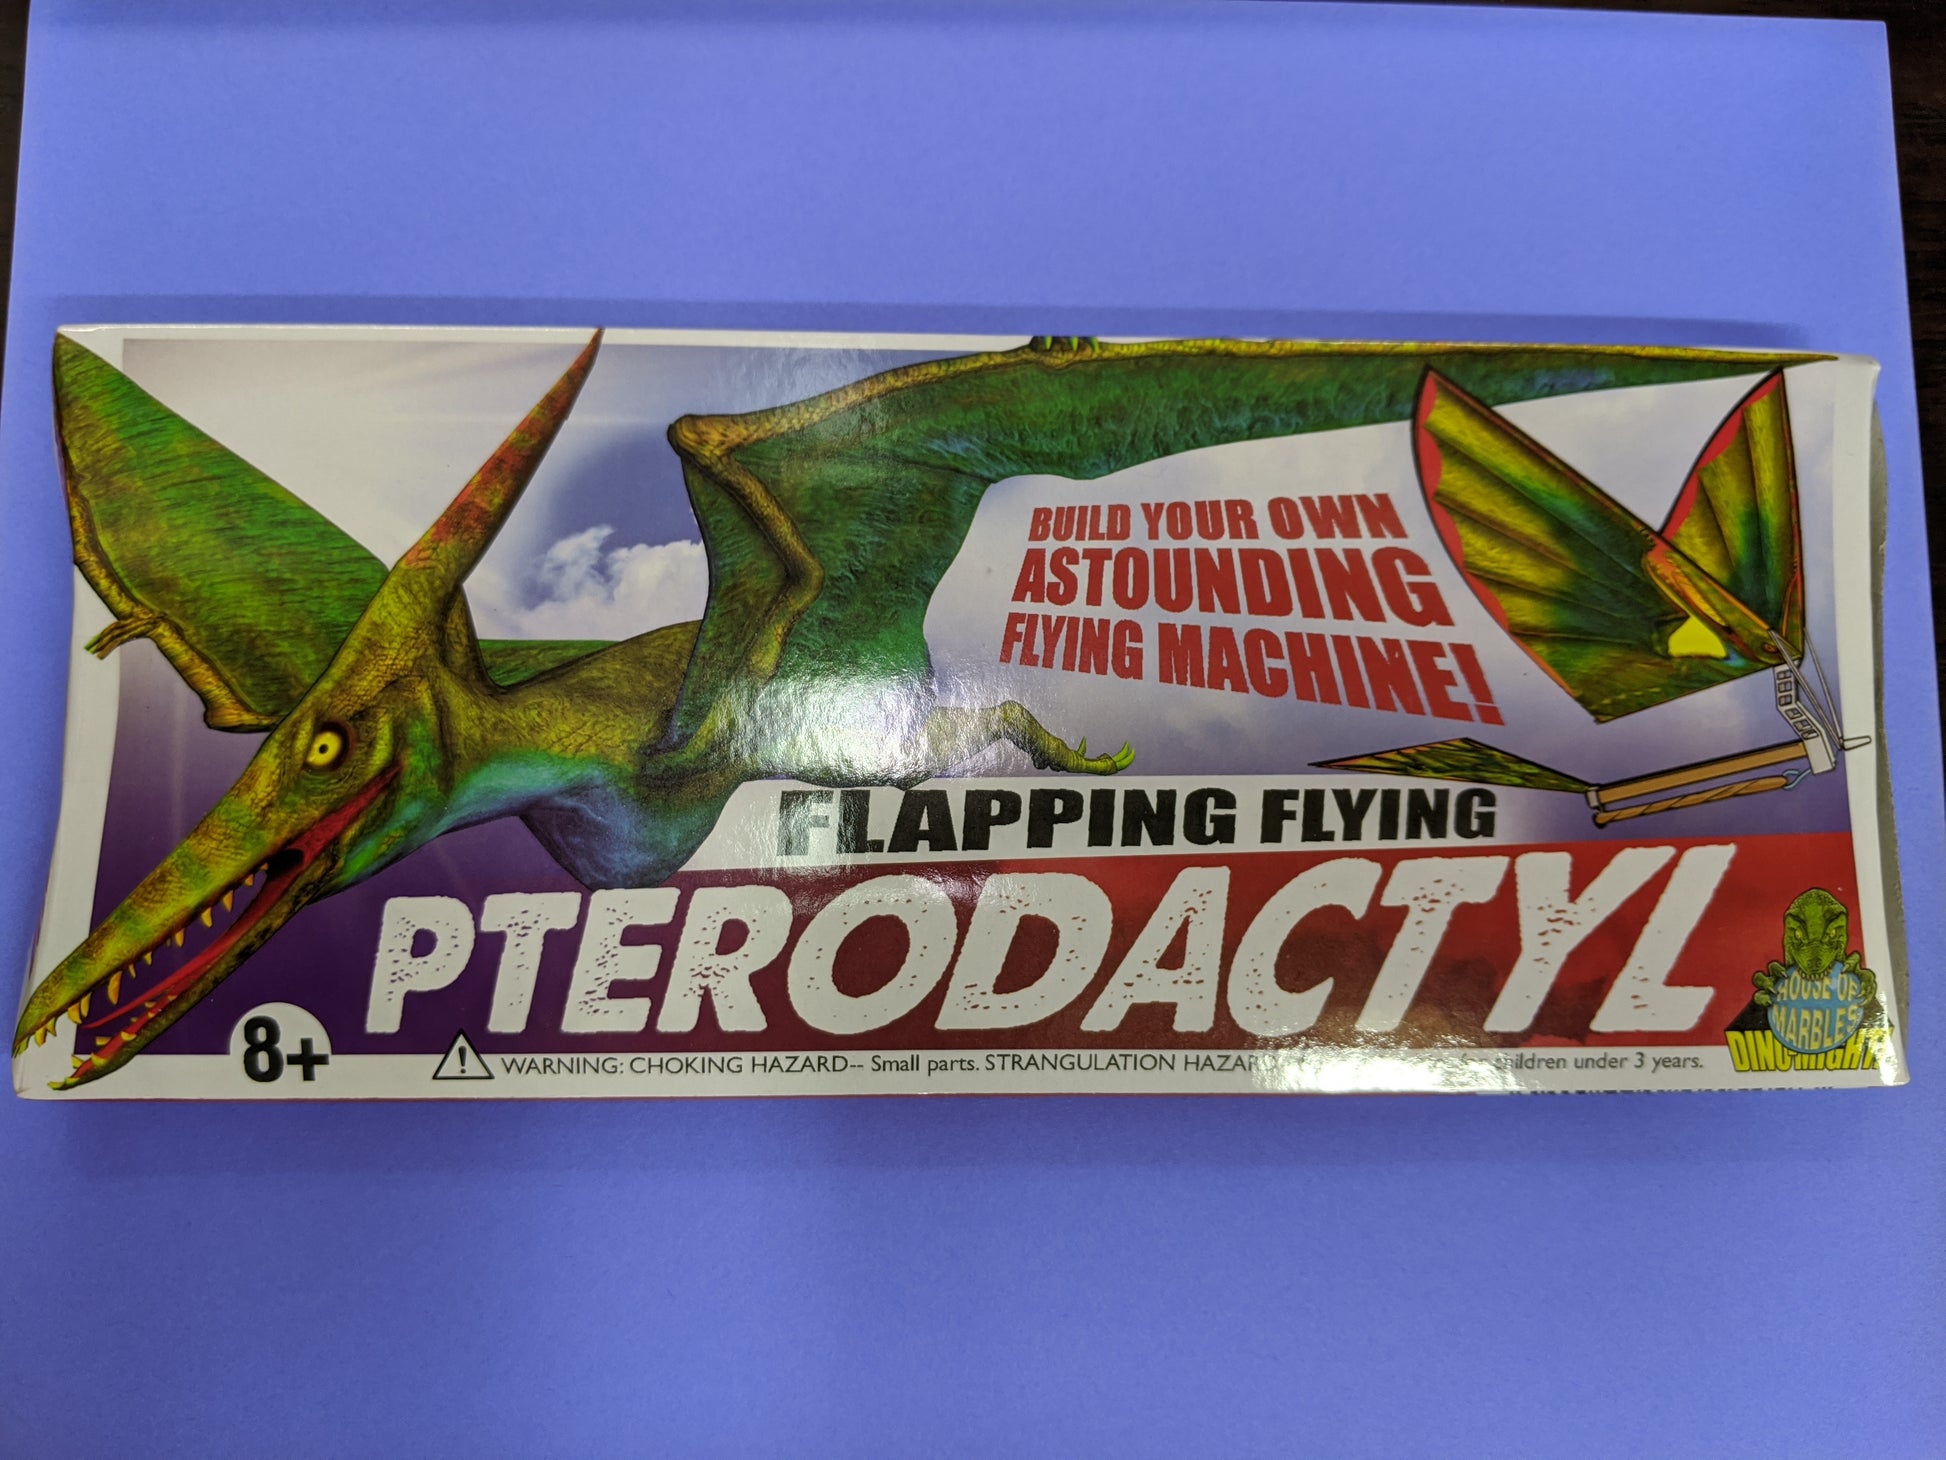 BUILD YOUR OWN
ASTOUNDING
FLYING MACHINE!
FLAPPING FLYING
PTERODACTYL
8+
WARNING: CHOKING HAZARD-- Small parts. STRANGULATION HAZARD for children under 3 years.
HOUSE OF
MARBLES